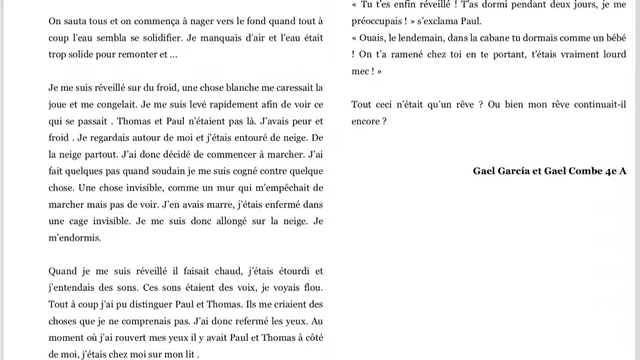 On sauta tous et on commença à nager vers le fond quand tout à
coup l'eau sembla se solidifier. Je manquais d'air et l'eau était
trop solide pour remonter et ...
Je me suis réveillé sur du froid, une chose blanche me caressait la
joue et me congelait. Je me suis levé rapidement afin de voir ce
qui se passait . Thomas et Paul n'étaient pas là. J'avais peur et
froid . Je regardais autour de moi et j'étais entouré de neige. De
la neige partout. J'ai donc décidé de commencer à marcher. J'ai
fait quelques pas quand soudain je me suis cogné contre quelque
chose. Une chose invisible, comme un mur qui m'empêchait de
marcher mais pas de voir. J'en avais marre, j'étais enfermé dans
une cage invisible. Je me suis donc allongé sur la neige. Je
m'endormis.
Quand je me suis réveillé il faisait chaud, j'étais étourdi et
j'entendais des sons. Ces sons étaient des voix, je voyais flou.
Tout à coup j'ai pu distinguer Paul et Thomas. Ils me criaient des
choses que je ne comprenais pas. J'ai donc refermé les yeux. Au
moment où j'ai rouvert mes yeux il y avait Paul et Thomas à côté
de moi, j'étais chez moi sur mon lit .
« Tu t'es enfin réveillé ! T'as dormi pendant deux jours, je me
préoccupais ! » s'exclama Paul.
« Ouais, le lendemain, dans la cabane tu dormais comme un bébé
! On t'a ramené chez toi en te portant, t'étais vraiment lourd
mec ! »
Tout ceci n'était qu'un rêve ? Ou bien mon rêve continuait-il
encore ?
Gael García et Gael Combe 4e A